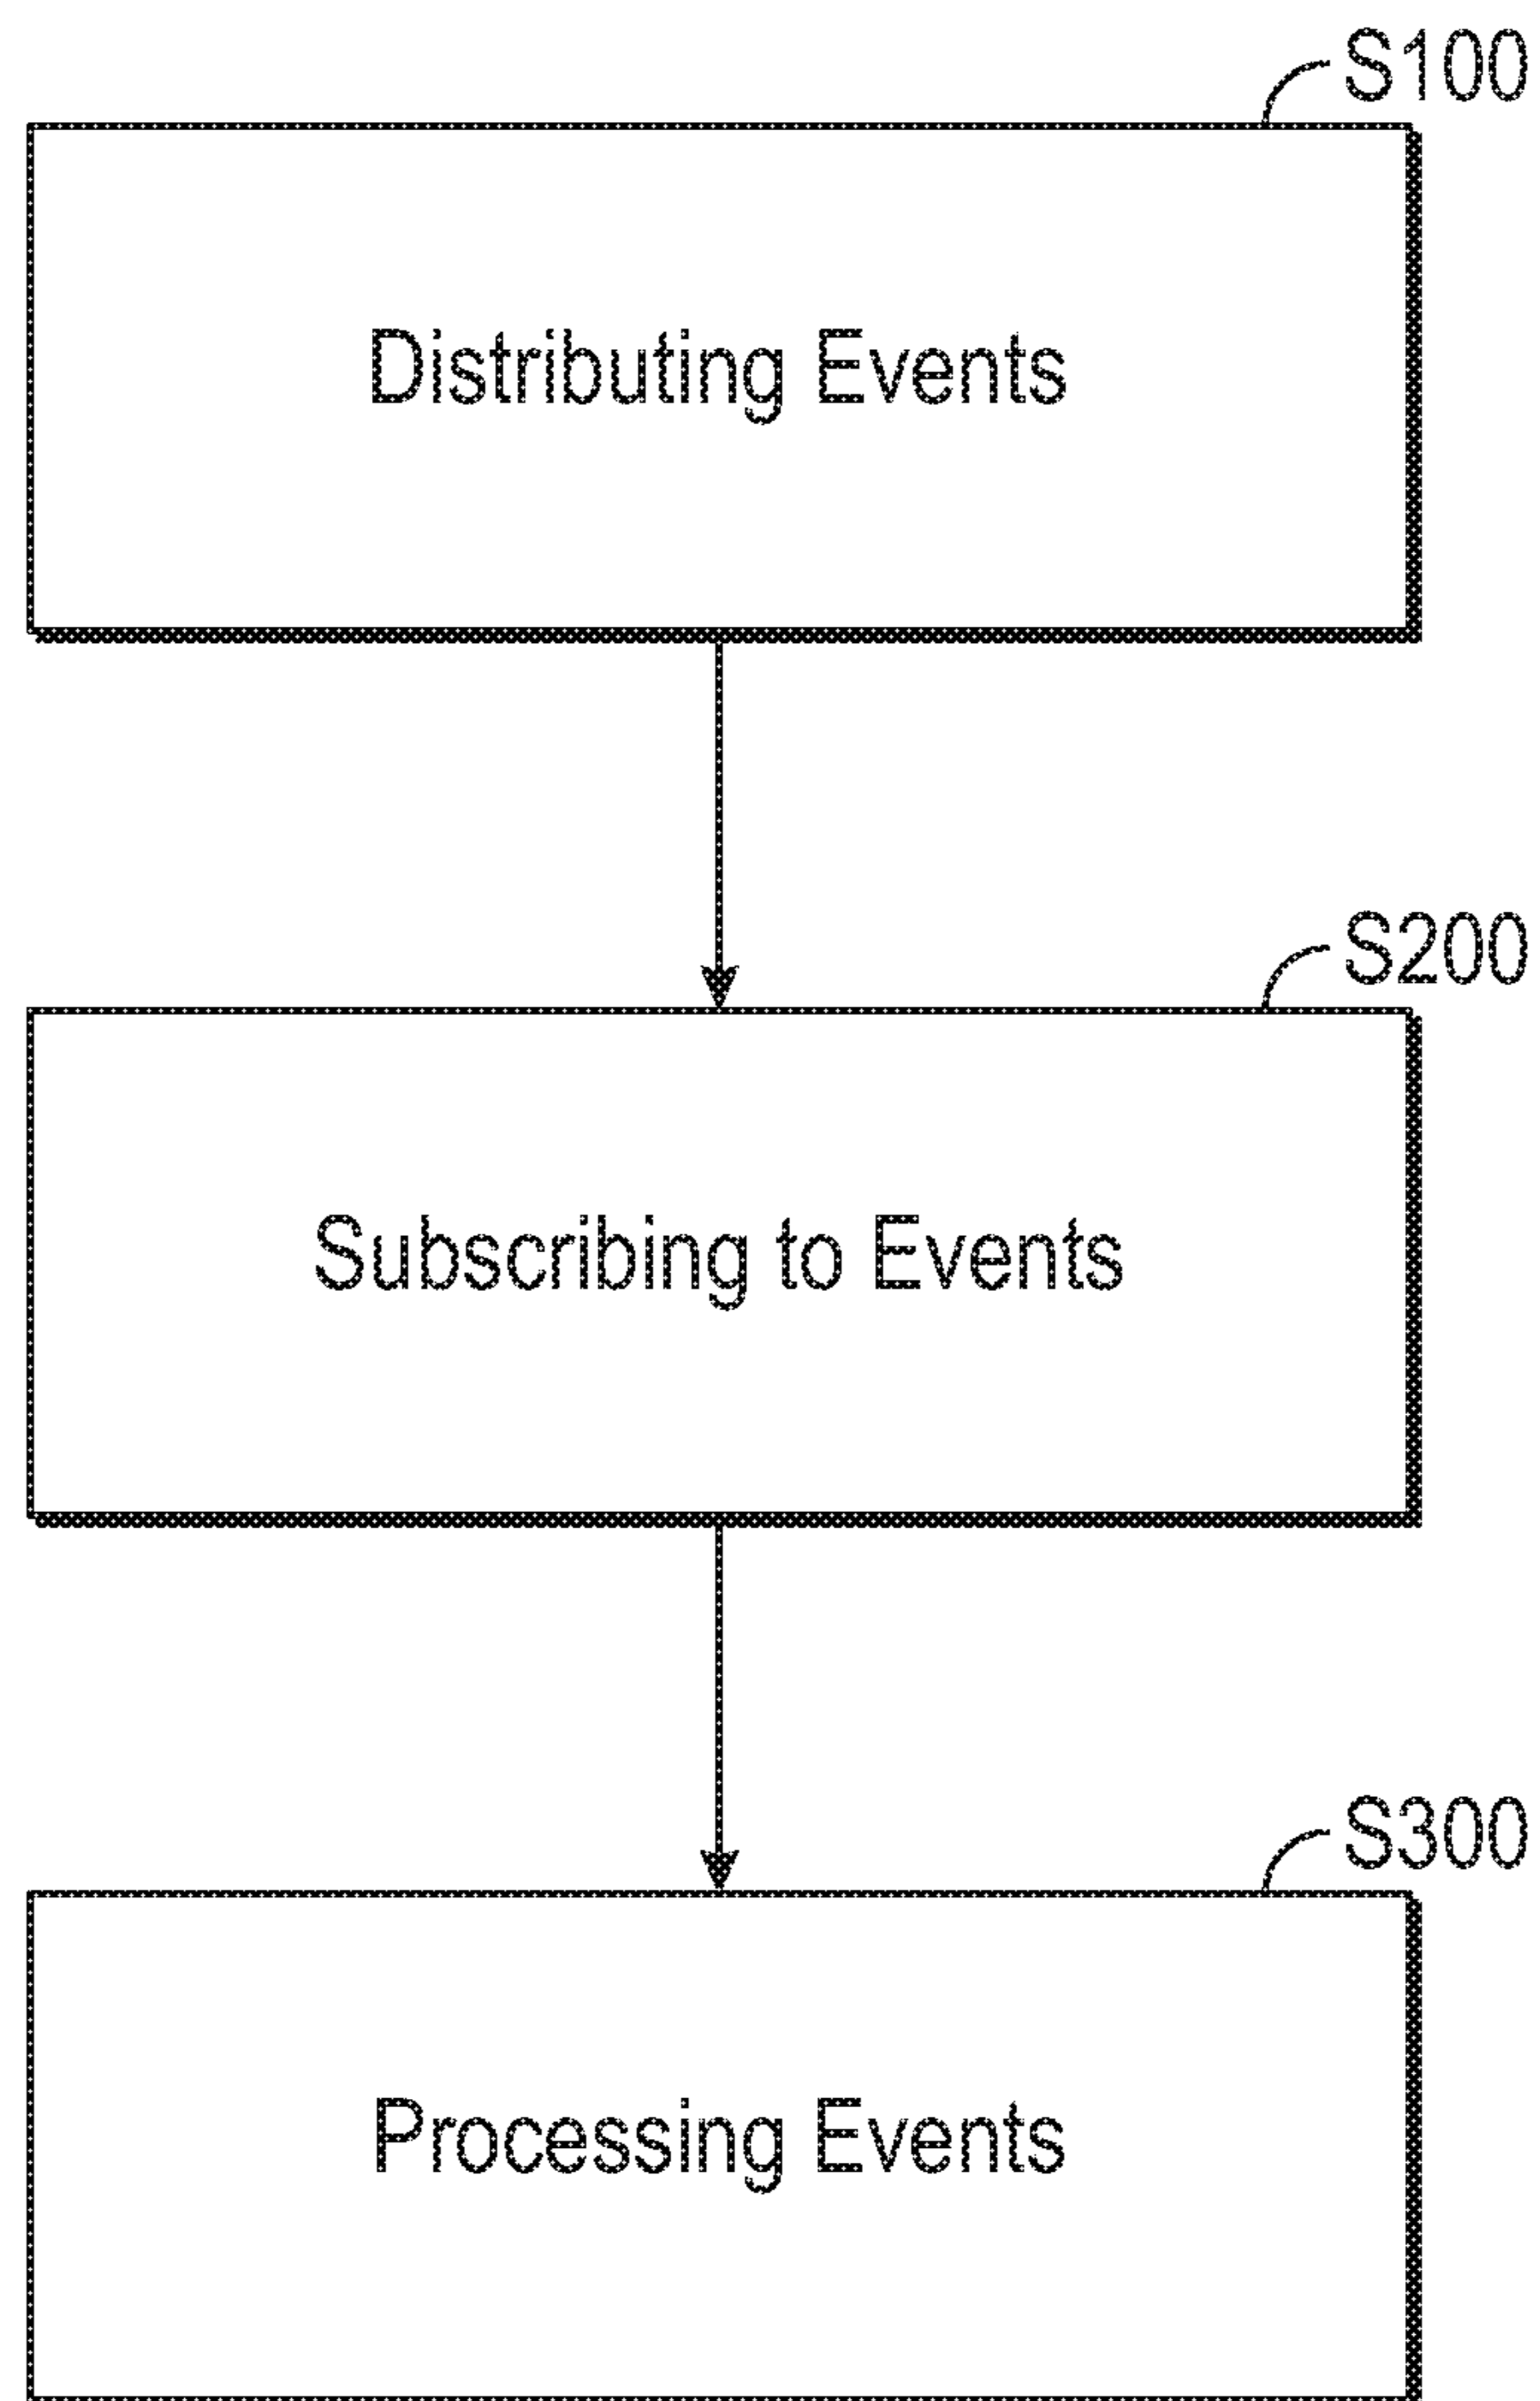 S100
Distributing Events
S200
Subscribing to Events
S300
Processing Events